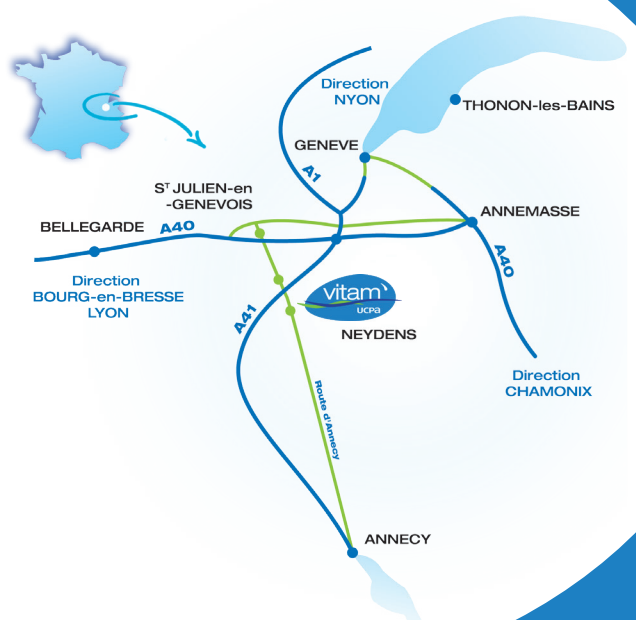 Direction
NYON
THONON-les-BAINS
GENEVE
A1
ST JULIEN-en
-GENEVOIS
ANNEMASSE
BELLEGARDE
A40
A40
Direction
BOURG-en-BRESSE
LYON
vitam'
UCPA
NEYDENS
A41
Direction
CHAMONIX
Route d'Annecy
ANNECY